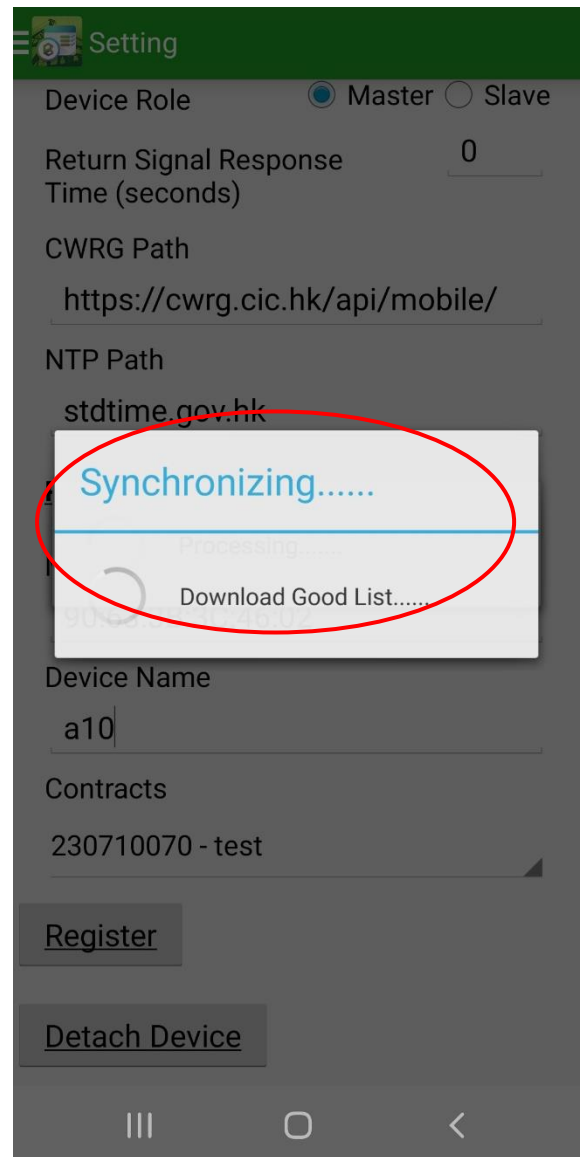 Setting
Device Role Master Slave
Return Signal Response 0
Time (seconds)
CWRG Path
https://cwrg.cic.hk/api/mobile/
NTP Path
stdtime.gov.hk
Synchronizing......
Processing.......
Download Good List......
Device Name
a10
Contracts
230710070 - test
Register
Detach Device